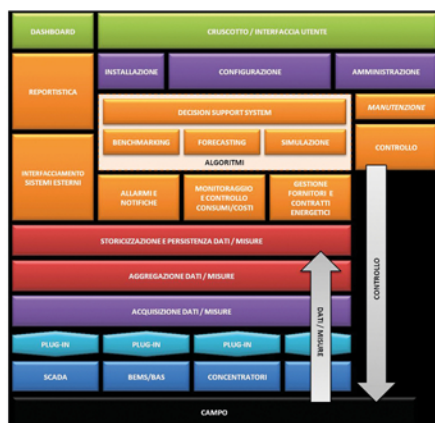 DASHBOARD
CRUSCOTTO / INTERFACCIA UTENTE
REPORTISTICA
INSTALLAZIONE
CONFIGURAZIONE
AMMINISTRAZIONE
DECISION SUPPORT SYSTEM
MANUTENZIONE
BENCHMARKING
FORECASTING
SIMULAZIONE
CONTROLLO
ALGORITMI
INTERFACCIAMENTO
SISTEMI ESTERNI
ALLARMI E
NOTIFICHE
MONITORAGGIO
E CONTROLLO
CONSUMI/COSTI
GESTIONE
FORNITORI E
CONTRATTI
ENERGETICI
STORICIZZAZIONE E PERSISTENZA DATI / MISURE
AGGREGAZIONE DATI / MISURE
ACQUISIZIONE DATI / MISURE
DATI / MISURE
CONTROLLO
PLUG-IN
PLUG-IN
PLUG-IN
SCADA
BEMS/BAS
CONCENTRATORI
CAMPO